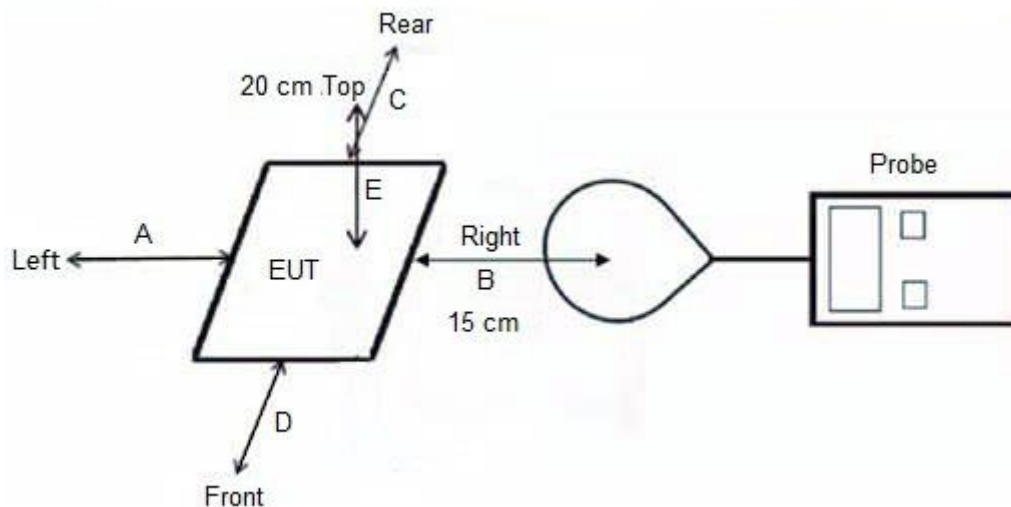 Rear
20 cm .Top
C
Probe
E
A
Right
Left
EUT
B
15 cm
D
Front